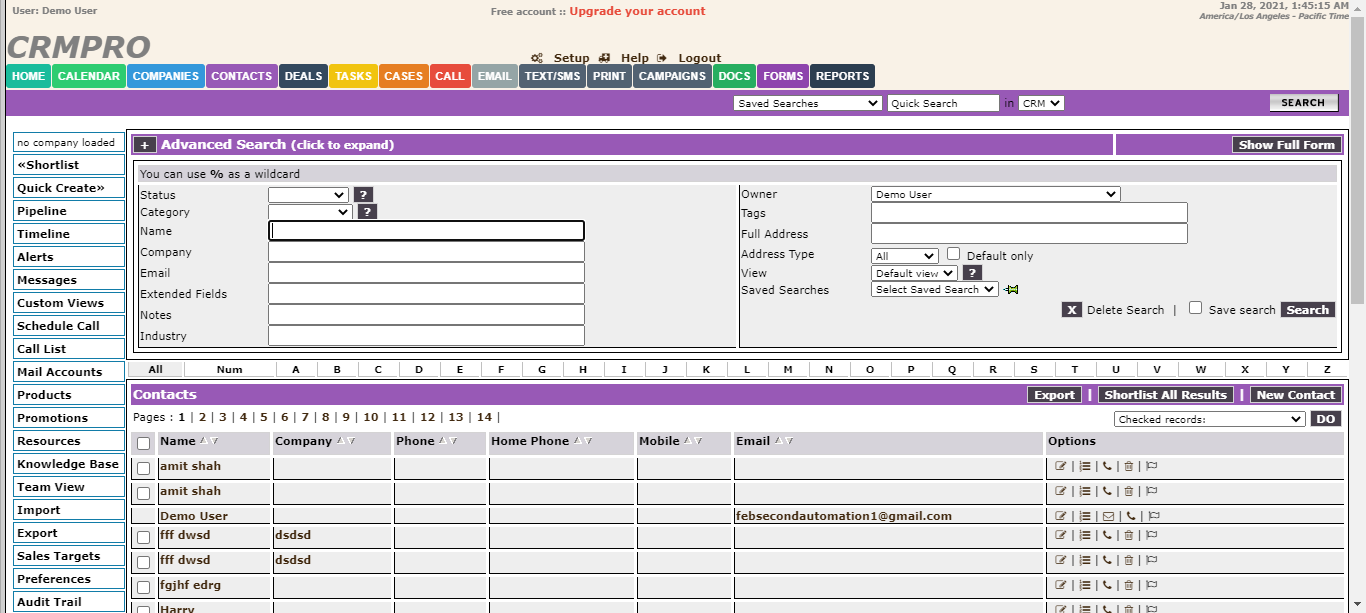 User: Demo User
Free account :: Upgrade your account
Jan 28, 2021, 1:45:15 AM
America/Los Angeles - Pacific Time
CRMPRO
Setup Help Logout
HOME CALENDAR COMPANIES CONTACTS DEALS TASKS CASES CALL EMAIL TEXT/SMS PRINT CAMPAIGNS DOCS FORMS REPORTS
Saved Searches Quick Search in CRM SEARCH
no company loaded
«Shortlist
Quick Create»
Pipeline
Timeline
Alerts
Messages
Custom Views
Schedule Call
Call List
Mail Accounts
Products
Promotions
Resources
Knowledge Base
Team View
Import
Export
Sales Targets
Preferences
Audit Trail
+ Advanced Search (click to expand) Show Full Form
You can use % as a wildcard
Status ?
Category ?
Name
Company
Email
Extended Fields
Notes
Industry
Owner Demo User
Tags
Full Address
Address Type All Default only
View Default view ?
Saved Searches Select Saved Search
X Delete Search | Save search Search
All Num A B C D E F G H I J K L M N O P Q R S T U V W X Y Z
Contacts Export | Shortlist All Results | New Contact
Pages : 1 | 2 | 3 | 4 | 5 | 6 | 7 | 8 | 9 | 10 | 11 | 12 | 13 | 14 |
Checked records: DO
Name Company Phone Home Phone Mobile Email Options
amit shah | | | |
amit shah | | | |
Demo User febsecondautomation1@gmail.com | | | |
fff dwsd dsdsd | | | |
fff dwsd dsdsd | | | |
fgjhf edrg | | | |
Harry | | | |